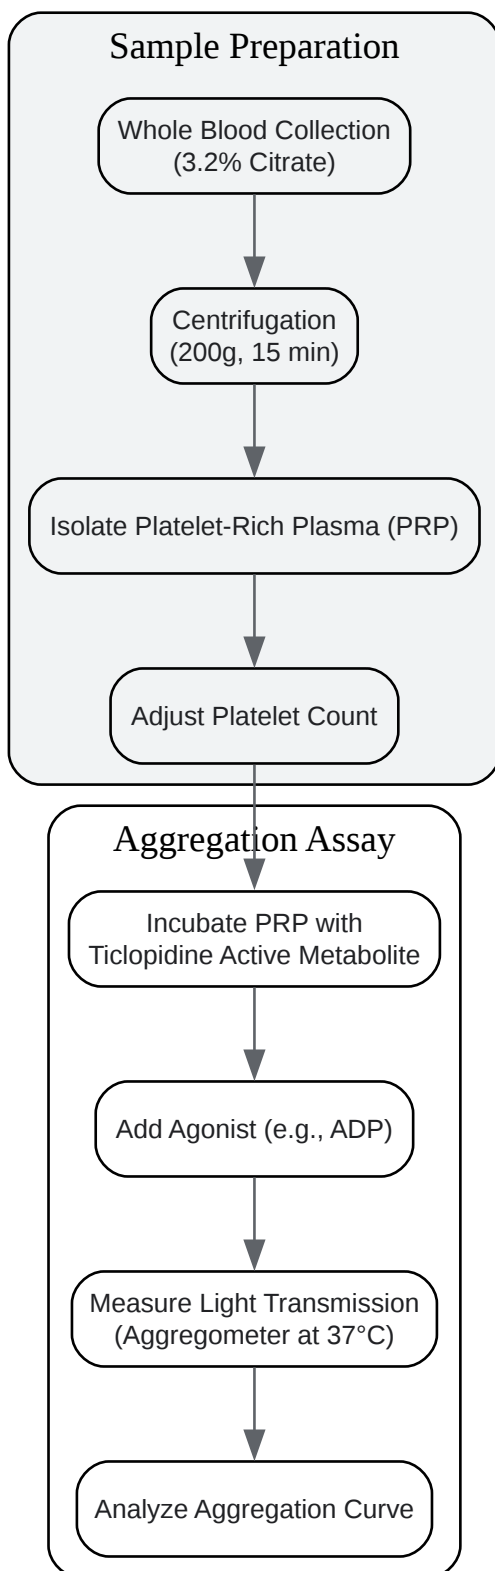 Sample Preparation
Whole Blood Collection
(3.2% Citrate)
Centrifugation
(200g, 15 min)
Isolate Platelet-Rich Plasma (PRP)
Adjust Platelet Count
Aggregation Assay
Incubate PRP with
Ticlopidine Active Metabolite
Add Agonist (e.g., ADP)
Measure Light Transmission
(Aggregometer at 37°C)
Analyze Aggregation Curve